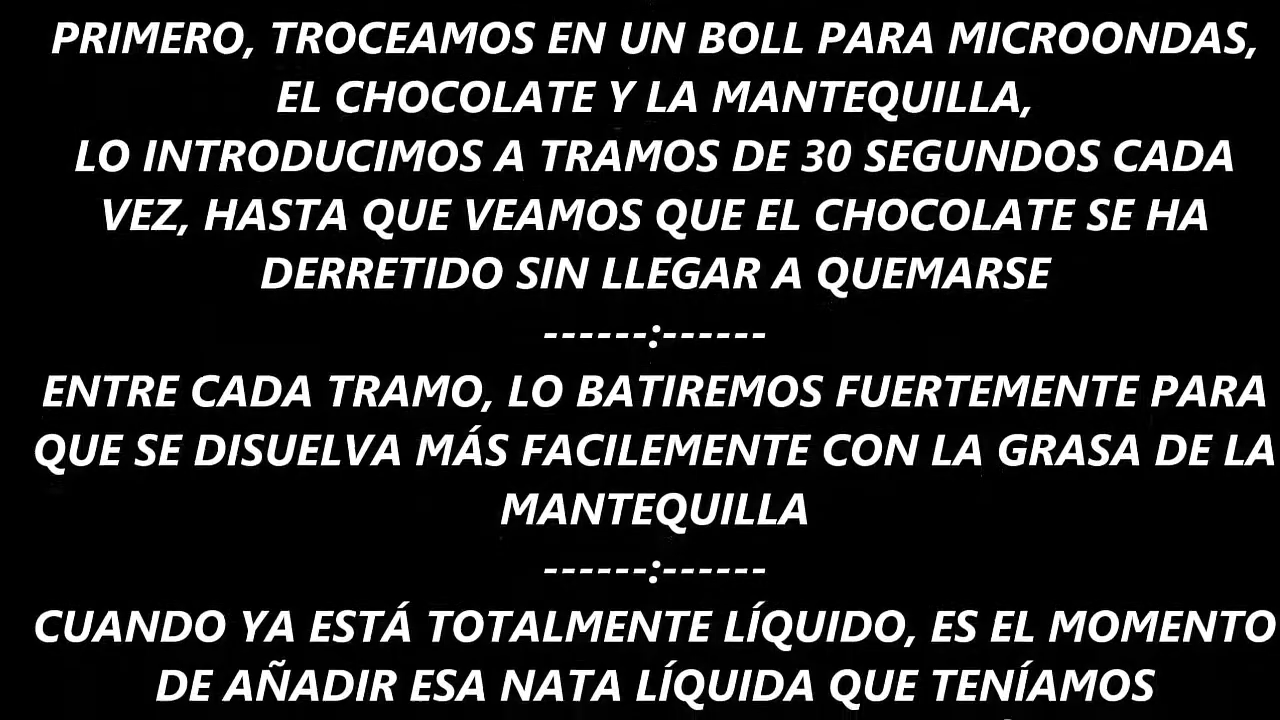 PRIMERO, TROCEAMOS EN UN BOLL PARA MICROONDAS,
EL CHOCOLATE Y LA MANTEQUILLA,
LO INTRODUCIMOS A TRAMOS DE 30 SEGUNDOS CADA
VEZ, HASTA QUE VEAMOS QUE EL CHOCOLATE SE HA
DERRETIDO SIN LLEGAR A QUEMARSE
------:------
ENTRE CADA TRAMO, LO BATIREMOS FUERTEMENTE PARA
QUE SE DISUELVA MÁS FACILEMENTE CON LA GRASA DE LA
MANTEQUILLA
------:------
CUANDO YA ESTÁ TOTALMENTE LÍQUIDO, ES EL MOMENTO
DE AÑADIR ESA NATA LÍQUIDA QUE TENÍAMOS